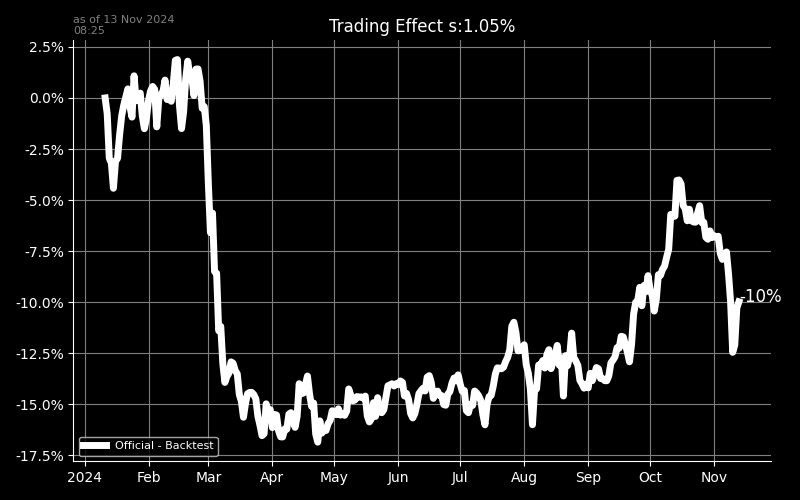 as of 13 Nov 2024
08:25
Trading Effect s:1.05%
2.5%
0.0%
-2.5%
-5.0%
-7.5%
-10.0%
-12.5%
-15.0%
-17.5%
-10%
Official - Backtest
2024 Feb Mar Apr May Jun Jul Aug Sep Oct Nov